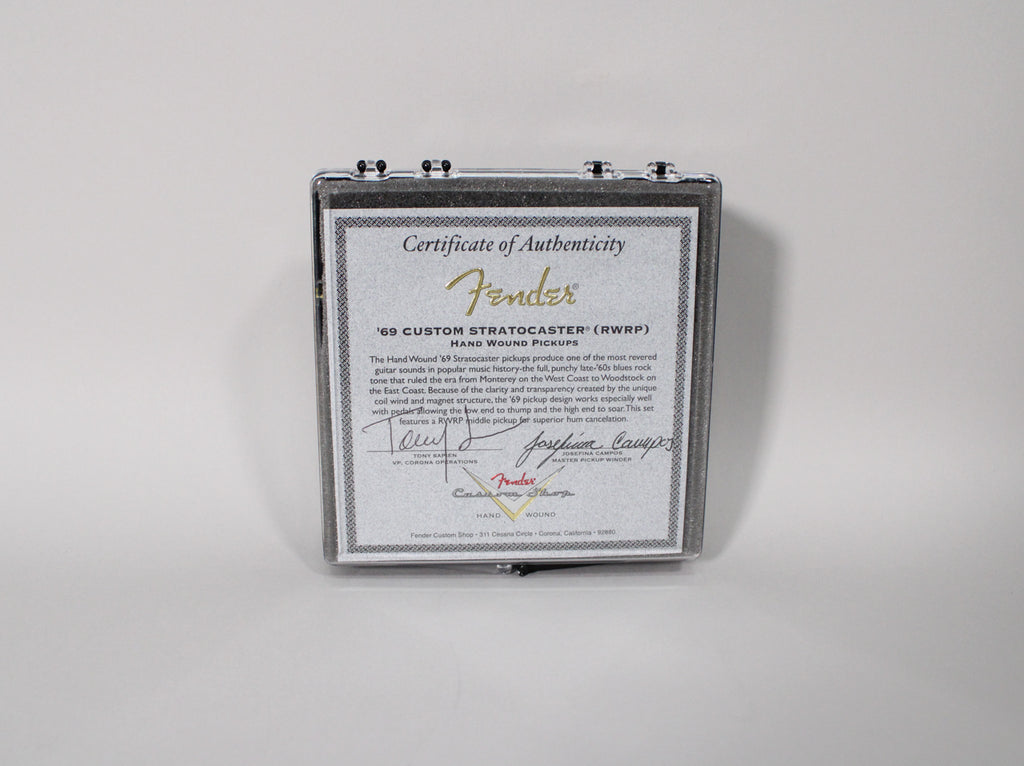 Certificate of Authenticity
Fender®
'69 CUSTOM STRATOCASTER® (RWRP)
HAND WOUND PICKUPS
The Hand Wound '69 Stratocaster pickups produce one of the most revered
guitar sounds in popular music history-the full, punchy late-'60s blues rock
tone that ruled the era from Monterey on the West Coast to Woodstock on
the East Coast. Because of the clarity and transparency created by the unique
coil wind and magnet structure, the '69 pickup design works especially well
with pedals allowing the low end to thump and the high end to soar. This set
features a RWRP middle pickup for superior hum cancelation.
Tony Josefina Campos
TONY SAPIEN JOSEFINA CAMPOS
VP, CORONA OPERATIONS MASTER PICKUP WINDER
Fender
Custom Shop
HAND WOUND
Fender Custom Shop • 311 Cessna Circle • Corona, California • 92880